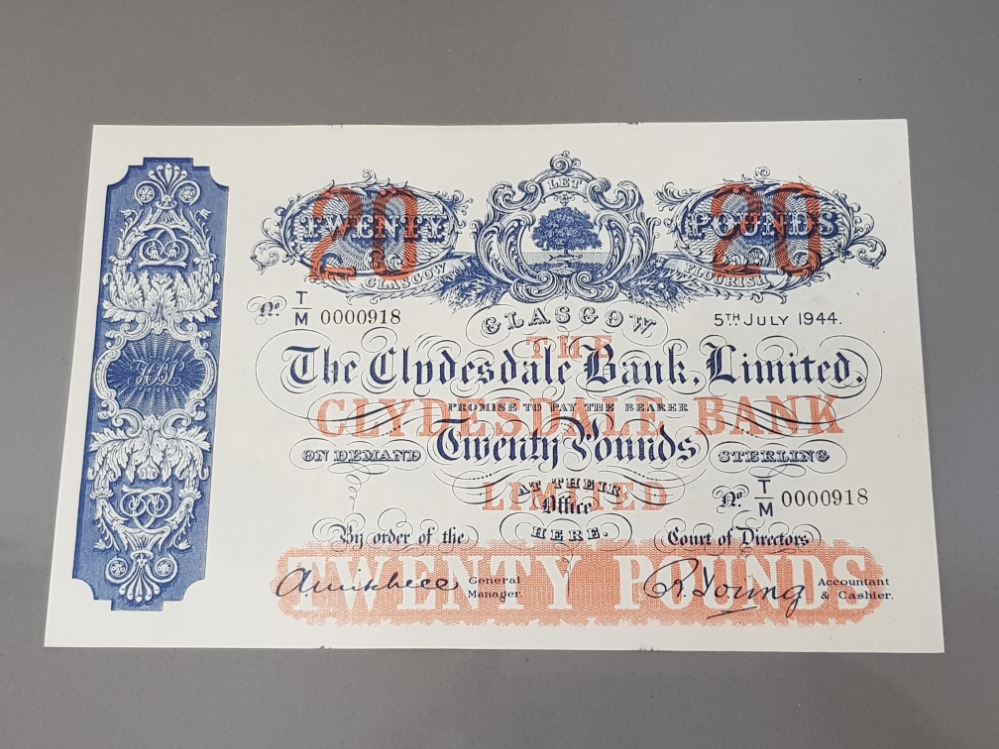 LET
20 TWENTY
POUNDS 20
GLASGOW
FLOURISH
No. T/M 0000918
GLASGOW
5TH JULY 1944.
THE
The Clydesdale Bank, Limited.
PROMISE TO PAY THE BEARER
CLYDESDALE BANK
ON DEMAND Twenty Pounds STERLING
AT THEIR
LIMITED
No. T/M 0000918
Office
HERE.
By order of the Court of Directors
TWENTY POUNDS
General
Manager.
R. Young
Accountant
& Cashier.